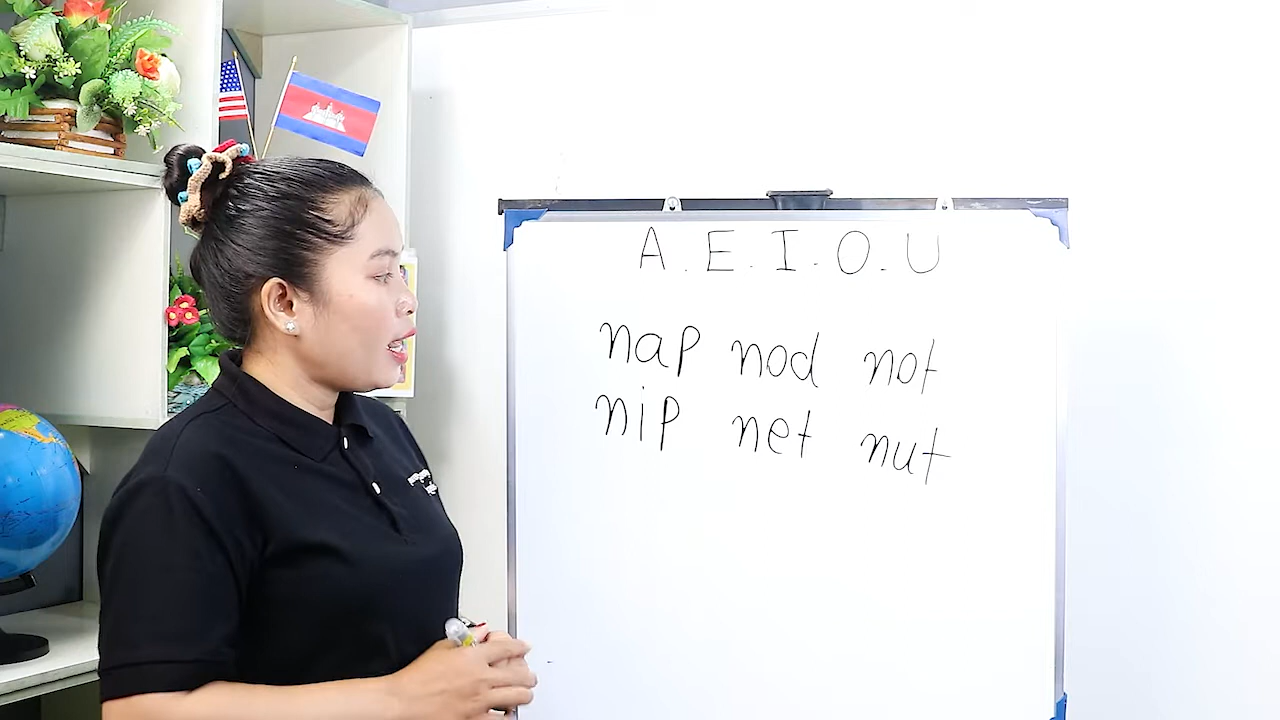 A . E . I . O . U
nap nod not
nip net nut